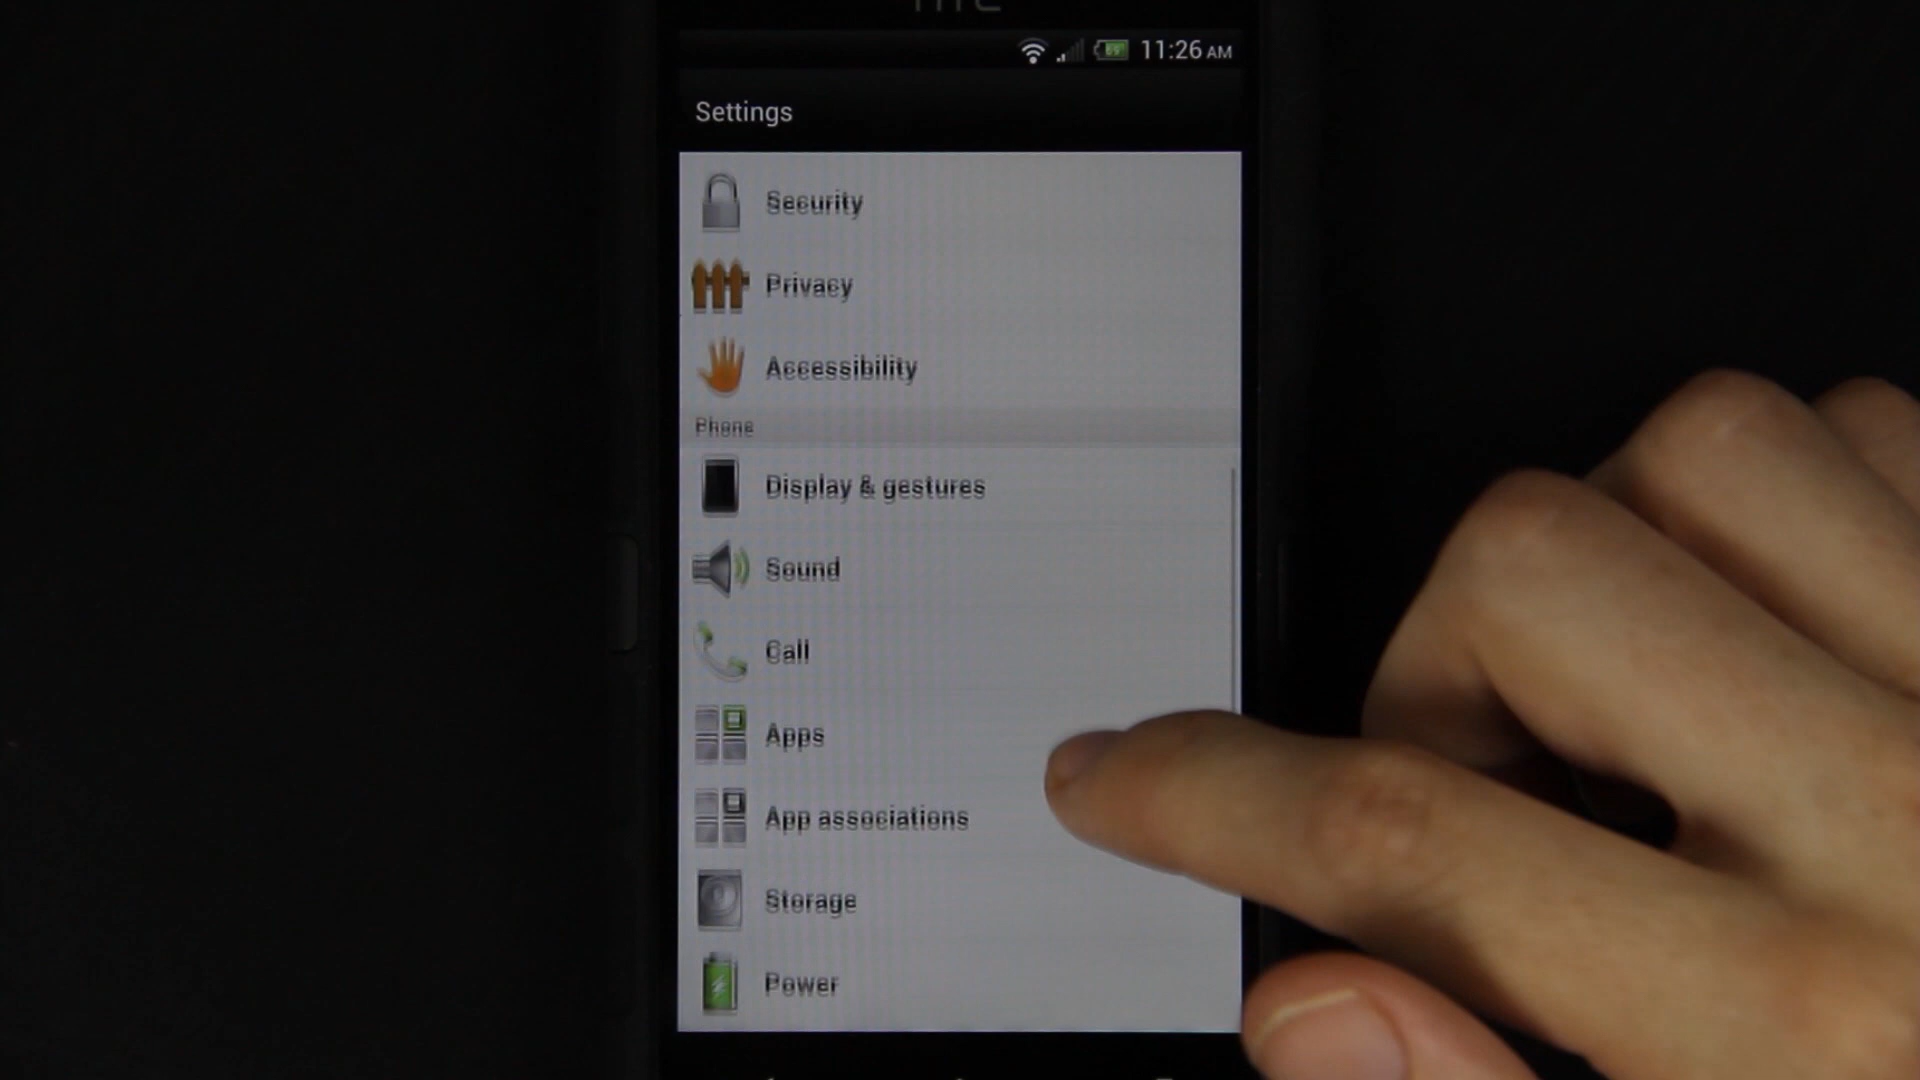 11:26 AM
Settings
Security
Privacy
Accessibility
Phone
Display & gestures
Sound
Call
Apps
App associations
Storage
Power